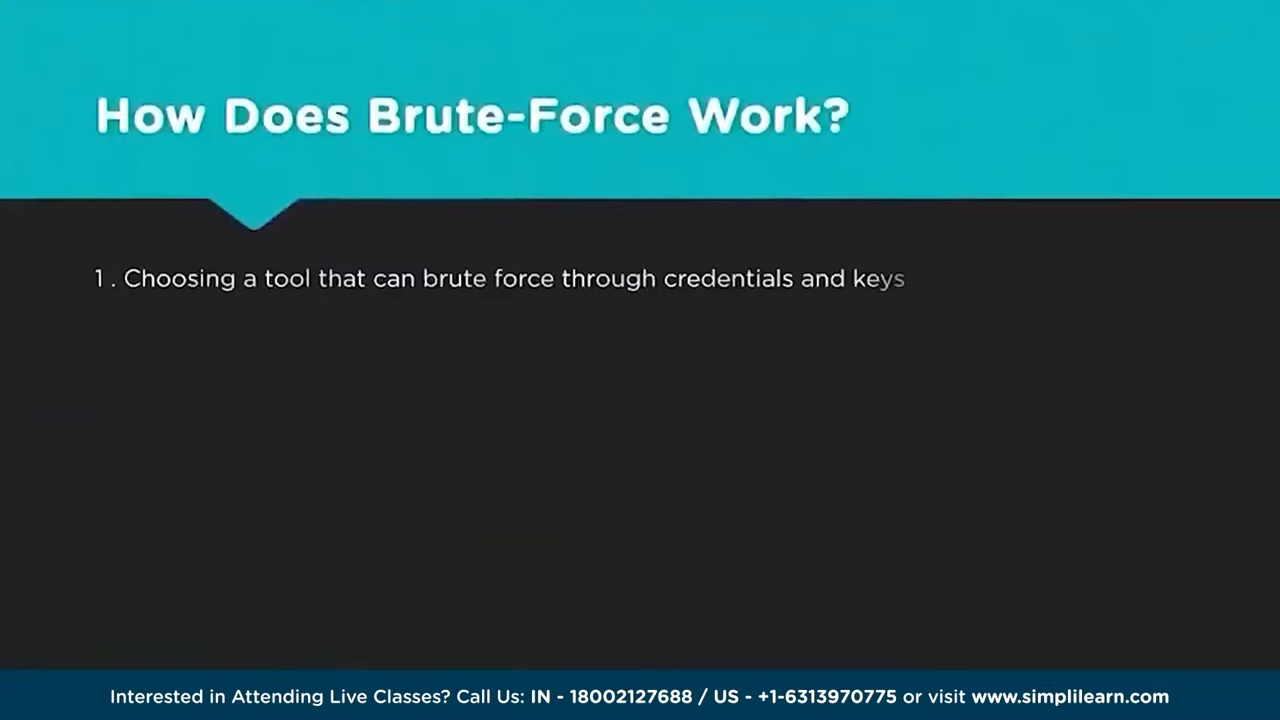 How Does Brute-Force Work?
1. Choosing a tool that can brute force through credentials and keys
Interested in Attending Live Classes? Call Us: IN - 18002127688 / US - +1-6313970775 or visit www.simplilearn.com